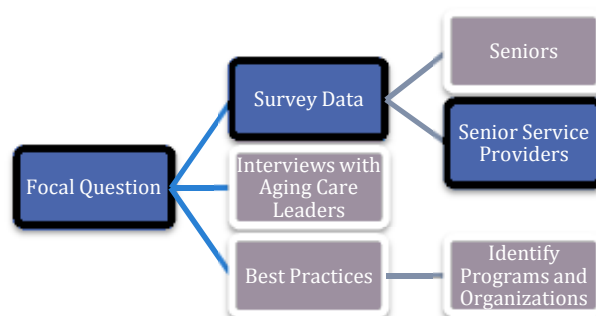 Focal Question
Survey Data
Seniors
Senior Service
Providers
Interviews with
Aging Care
Leaders
Best Practices
Identify
Programs and
Organizations